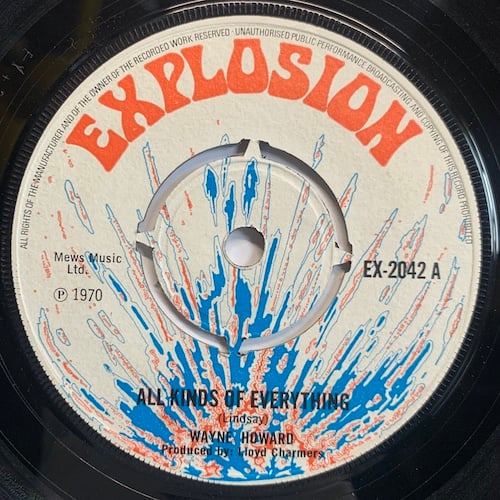 ALL RIGHTS OF THE MANUFACTURER AND OF THE OWNER OF THE RECORDED WORK RESERVED · UNAUTHORISED PUBLIC PERFORMANCE BROADCASTING AND COPYING OF THIS RECORD PROHIBITED
EXPLOSION
Mews Music
Ltd.
℗ 1970
EX-2042 A
ALL KINDS OF EVERYTHING
(Lindsay)
WAYNE HOWARD
Produced by: Lloyd Charmers